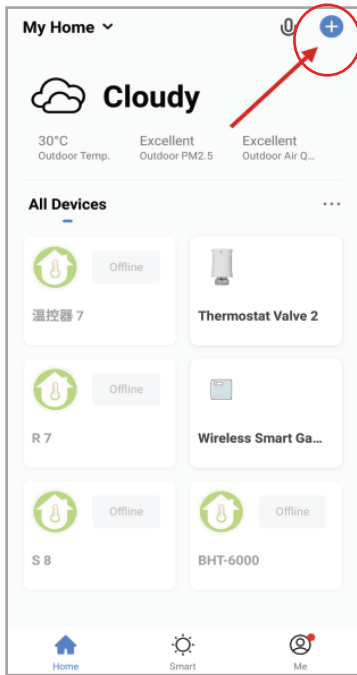 My Home
Cloudy
30°C Excellent Excellent
Outdoor Temp. Outdoor PM2.5 Outdoor Air Q...
All Devices
Offline
温控器 7 Thermostat Valve 2
Offline
R 7 Wireless Smart Ga...
Offline Offline
S 8 BHT-6000
Home Smart Me